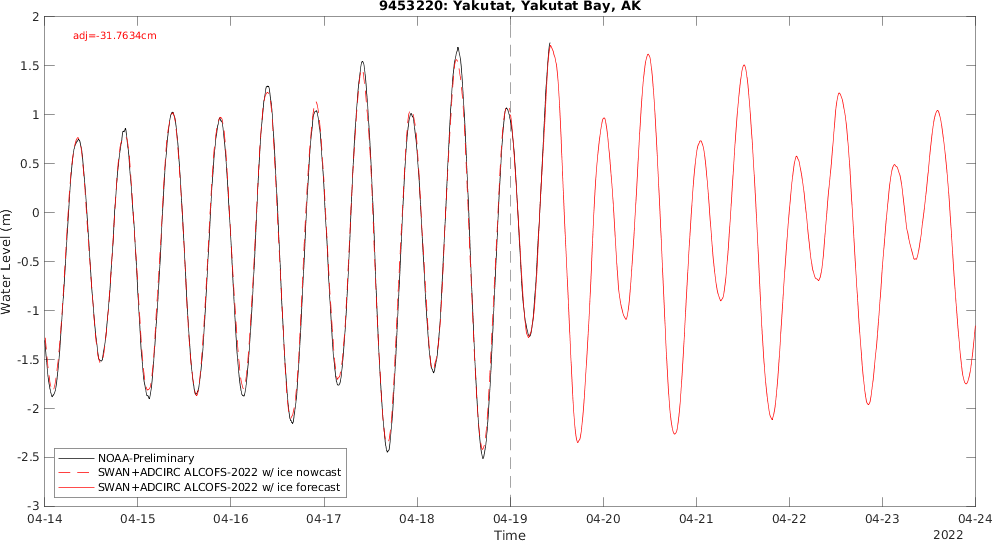 9453220: Yakutat, Yakutat Bay, AK
adj=-31.7634cm
2
1.5
1
0.5
0
-0.5
-1
-1.5
-2
-2.5
-3
Water Level (m)
NOAA-Preliminary
SWAN+ADCIRC ALCOFS-2022 w/ ice nowcast
SWAN+ADCIRC ALCOFS-2022 w/ ice forecast
04-14 04-15 04-16 04-17 04-18 04-19 04-20 04-21 04-22 04-23 04-24
Time
2022